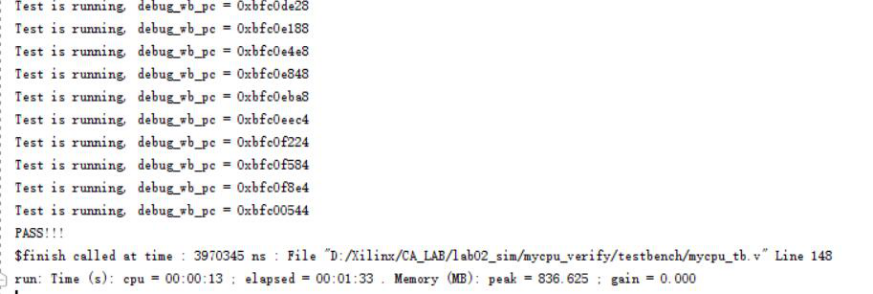 Test is running, debug_wb_pc = 0xbfc0de28
Test is running, debug_wb_pc = 0xbfc0e188
Test is running, debug_wb_pc = 0xbfc0e4e8
Test is running, debug_wb_pc = 0xbfc0e848
Test is running, debug_wb_pc = 0xbfc0eba8
Test is running, debug_wb_pc = 0xbfc0eec4
Test is running, debug_wb_pc = 0xbfc0f224
Test is running, debug_wb_pc = 0xbfc0f584
Test is running, debug_wb_pc = 0xbfc0f8e4
Test is running, debug_wb_pc = 0xbfc00544
PASS!!!
$finish called at time : 3970345 ns : File "D:/Xilinx/CA_LAB/lab02_sim/mycpu_verify/testbench/mycpu_tb.v" Line 148
run: Time (s): cpu = 00:00:13 ; elapsed = 00:01:33 . Memory (MB): peak = 836.625 ; gain = 0.000